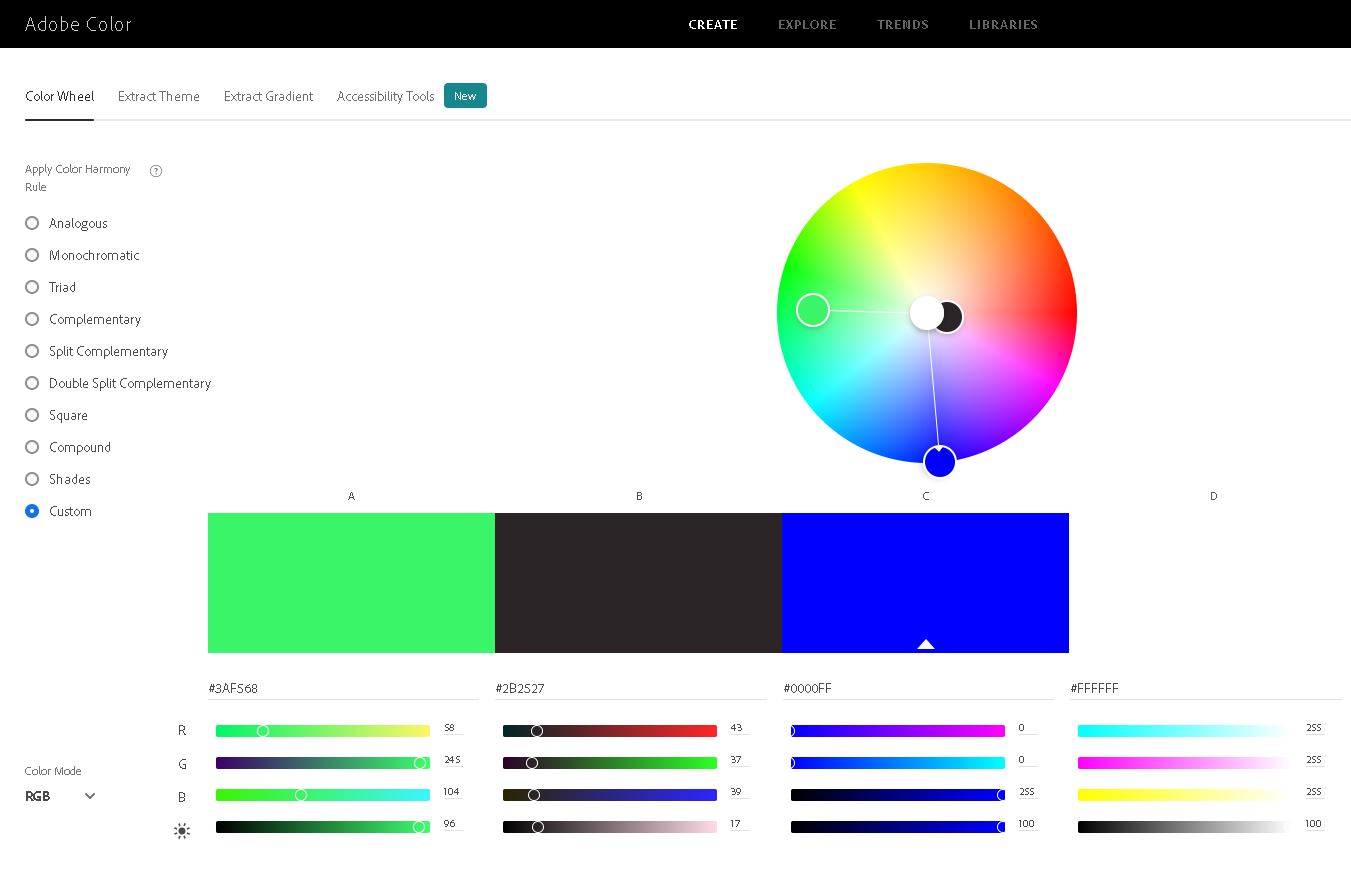 Adobe Color
CREATE EXPLORE TRENDS LIBRARIES
Color Wheel Extract Theme Extract Gradient Accessibility Tools New
Apply Color Harmony
Rule
?
Analogous
Monochromatic
Triad
Complementary
Split Complementary
Double Split Complementary
Square
Compound
Shades
Custom
A B C D
#3AF568 #2B2527 #0000FF #FFFFFF
R 58 43 0 255
G 245 37 0 255
Color Mode
RGB
B 104 39 255 255
96 17 100 100